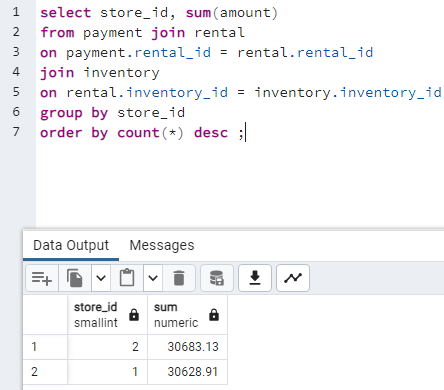 1 select store_id, sum(amount)
2 from payment join rental
3 on payment.rental_id = rental.rental_id
4 join inventory
5 on rental.inventory_id = inventory.inventory_id
6 group by store_id
7 order by count(*) desc ;
Data Output Messages
store_id sum
smallint numeric
1 2 30683.13
2 1 30628.91